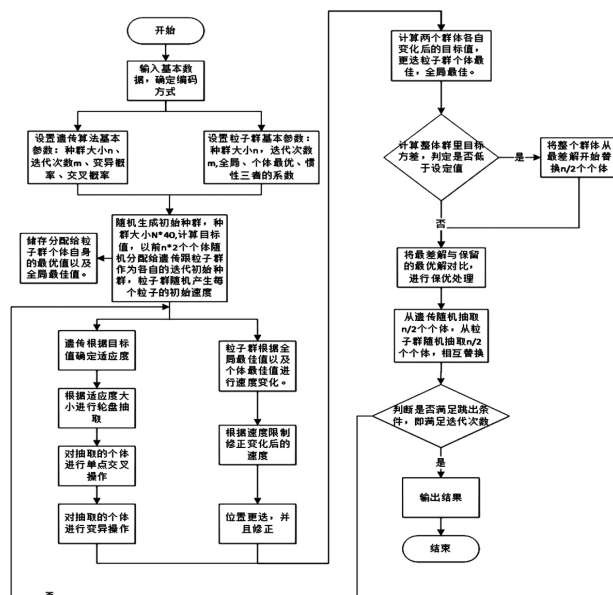 开始
输入基本数
据，确定编码
方式
设置遗传算法基本
参数：种群大小n、
迭代次数m、变异概
率、交叉概率
设置粒子群基本参数：
种群大小n，迭代次数
m,全局、个体最优、惯
性三者的系数
随机生成初始种群，种
群大小N*40,计算目标
值，以前n*2个个体随
机分配给遗传跟粒子群
作为各自的迭代初始种
群，粒子群随机产生每
个粒子的初始速度
储存分配给粒
子群个体自身
的最优值以及
全局最佳值。
遗传根据目标
值确定适应度
根据适应度大
小进行轮盘抽
取
对抽取的个体
进行单点交叉
操作
对抽取的个体
进行变异操作
粒子群根据全
局最佳值以及
个体最佳值进
行速度变化。
根据速度限制
修正变化后的
速度
位置更迭，并
且修正
否
计算两个群体各自
变化后的目标值，
更迭粒子群个体最
佳，全局最佳。
计算整体群里目标
方差，判定是否低
于设定值
是
将整个群体从
最差解开始替
换n/2个个体
否
将最差解与保留
的最优解对比，
进行保优处理
从遗传随机抽取
n/2个个体，从粒
子群随机抽取n/2
个个体，相互替换
判断是否满足跳出条
件，即满足迭代次数
是
输出结果
结束